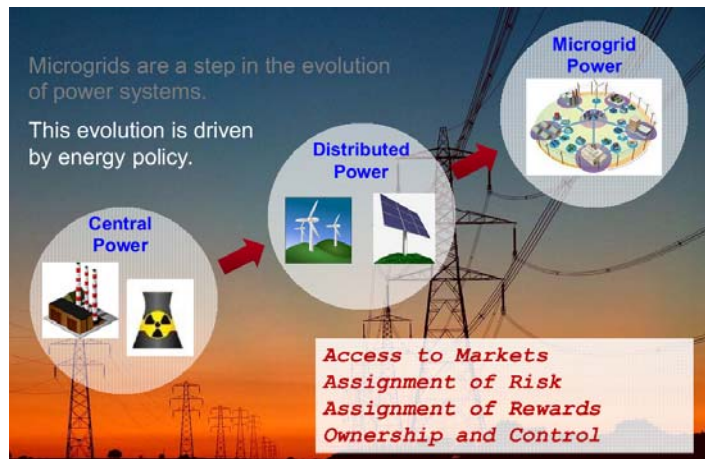 Microgrids are a step in the evolution
of power systems.
This evolution is driven
by energy policy.
Central
Power
Distributed
Power
Microgrid
Power
Access to Markets
Assignment of Risk
Assignment of Rewards
Ownership and Control